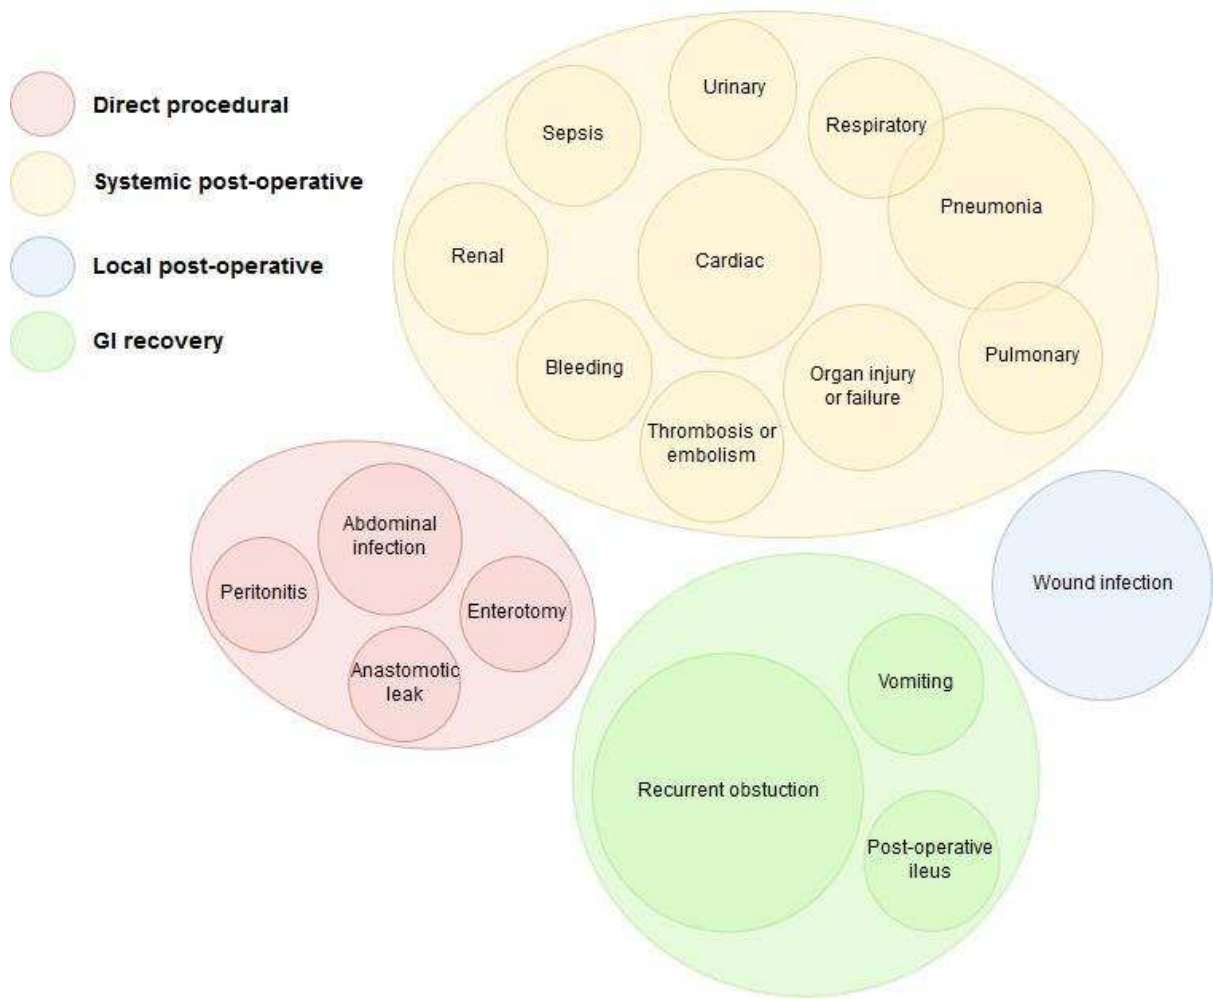 Direct procedural
Systemic post-operative
Local post-operative
GI recovery
Urinary
Sepsis
Respiratory
Pneumonia
Renal
Cardiac
Bleeding
Organ injury
or failure
Pulmonary
Thrombosis or
embolism
Abdominal
infection
Peritonitis
Enterotomy
Anastomotic
leak
Wound infection
Vomiting
Recurrent obstuction
Post-operative
ileus